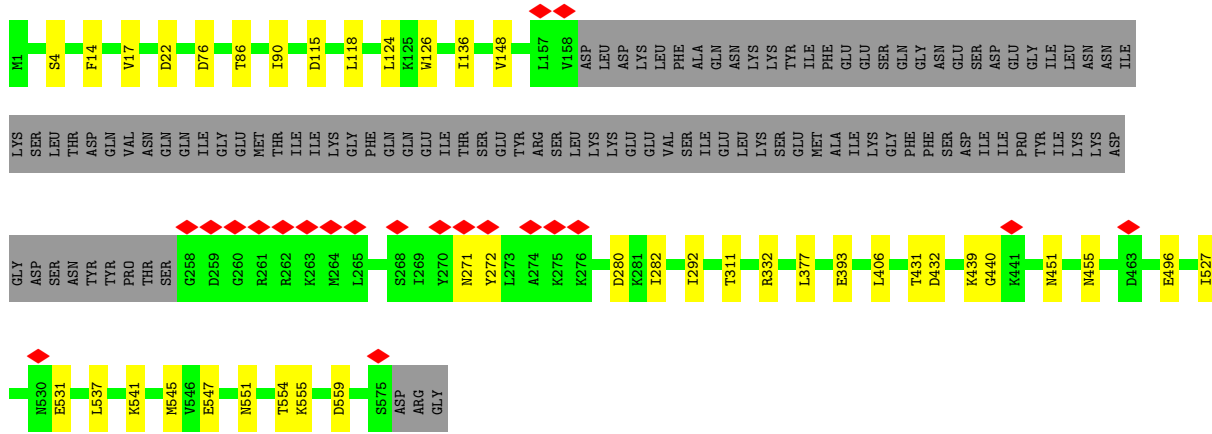 M1 S4 F14 V17 D22 D76 T86 I90 D115 L118 L124 K125 W126 I136 V148 L157 V158 ASP LEU ASP LYS LEU PHE ALA GLN ASN LYS LYS TYR ILE PHE GLU GLU SER GLN GLY ASN GLU SER ASP GLU GLY ILE LEU ASN ASN ILE
LYS SER LEU THR ASP GLN VAL ASN GLN GLN ILE GLY GLU MET THR ILE ILE LYS GLY PHE GLN GLN GLU ILE THR SER GLU TYR ARG SER LEU LYS LYS GLU GLU VAL SER ILE GLU LEU LYS SER GLU MET ALA ILE LYS GLY PHE PHE SER ASP ILE ILE PRO TYR ILE LYS LYS ASP
GLY ASP SER ASN TYR TYR PRO THR SER G258 D259 G260 R261 R262 K263 M264 L265 S268 I269 Y270 N271 Y272 L273 A274 K275 K276 D280 K281 I282 I292 T311 R332 L377 E393 L406 T431 D432 K439 G440 K441 N451 N455 D463 E496 I527
N530 E531 L537 K541 M545 V546 E547 N551 T554 K555 D559 S575 ASP ARG GLY